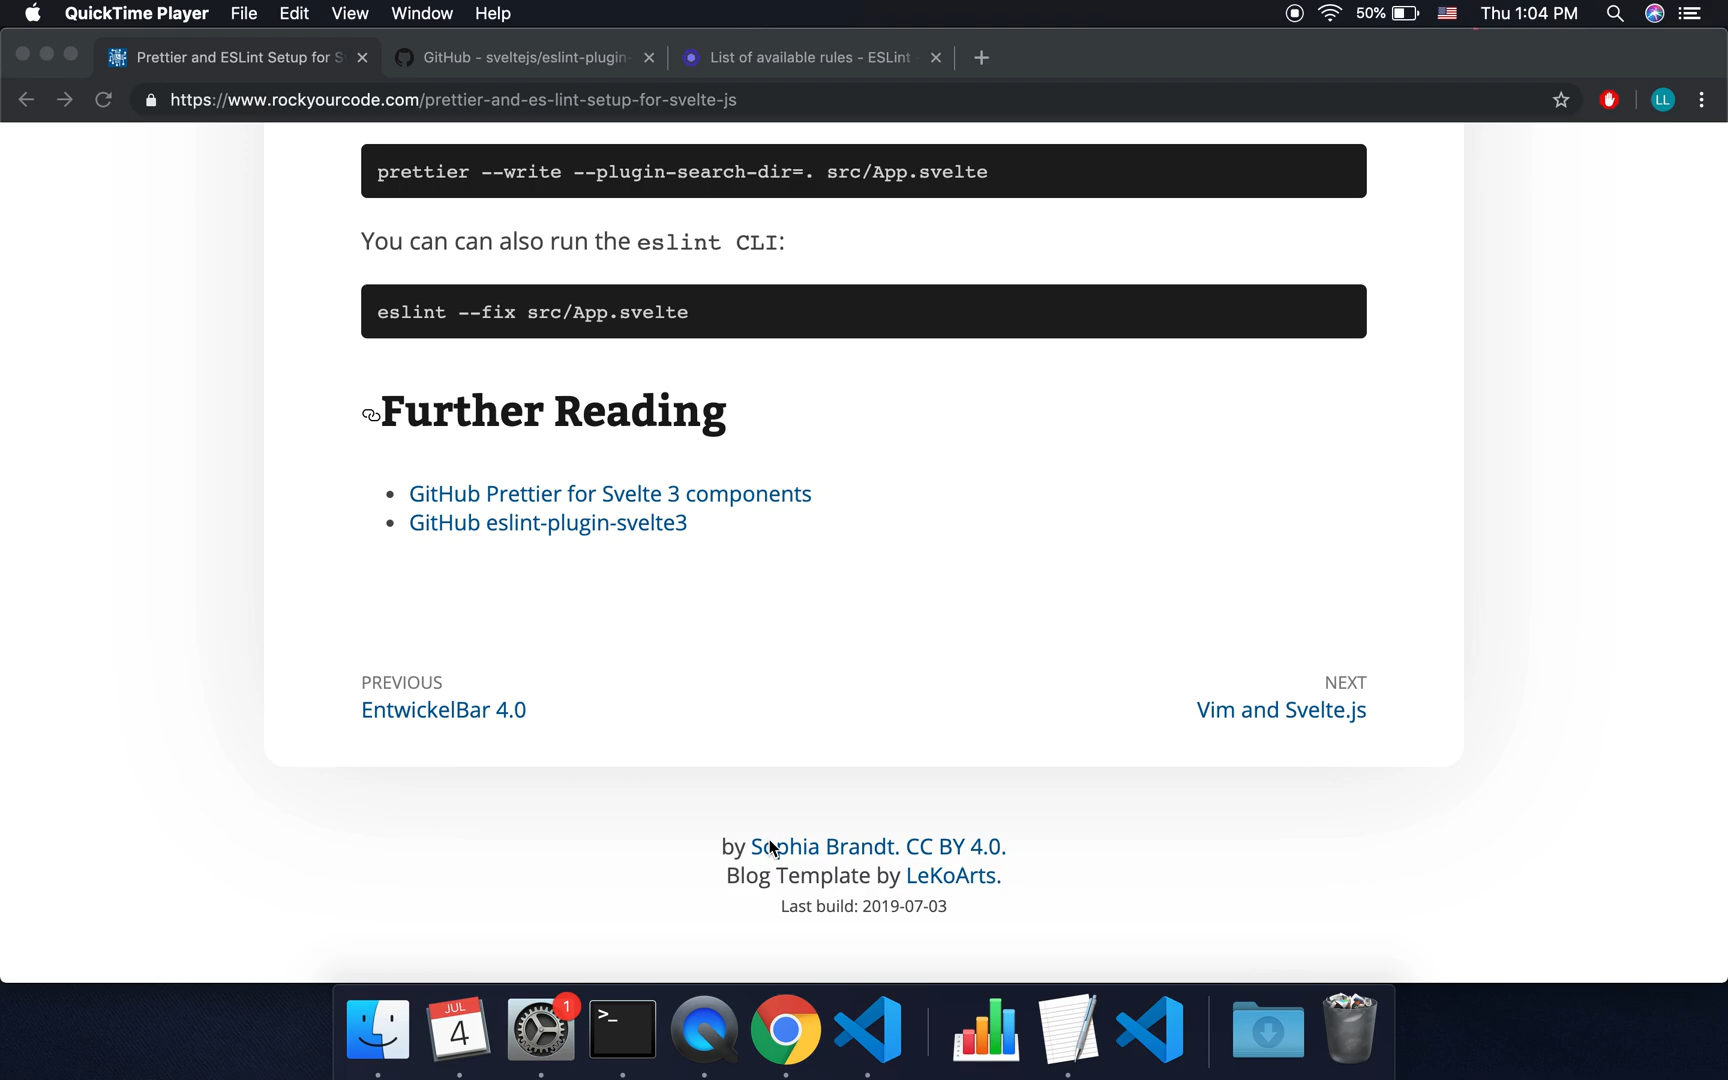 QuickTime Player File Edit View Window Help 50% Thu 1:04 PM
Prettier and ESLint Setup for S GitHub - sveltejs/eslint-plugin- List of available rules - ESLint -
https://www.rockyourcode.com/prettier-and-es-lint-setup-for-svelte-js LL
prettier --write --plugin-search-dir=. src/App.svelte
You can can also run the eslint CLI:
eslint --fix src/App.svelte
Further Reading
• GitHub Prettier for Svelte 3 components
• GitHub eslint-plugin-svelte3
PREVIOUS NEXT
EntwickelBar 4.0 Vim and Svelte.js
by Sophia Brandt. CC BY 4.0.
Blog Template by LeKoArts.
Last build: 2019-07-03
JUL 1
4 >_